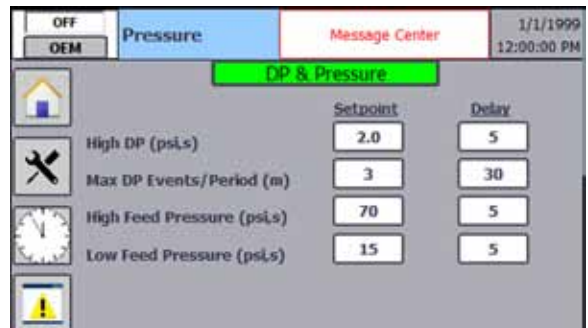 OFF
OEM
Pressure
Message Center
1/1/1999
12:00:00 PM
DP & Pressure
Setpoint Delay
High DP (psi,s) 2.0 5
Max DP Events/Period (m) 3 30
High Feed Pressure (psi,s) 70 5
Low Feed Pressure (psi,s) 15 5